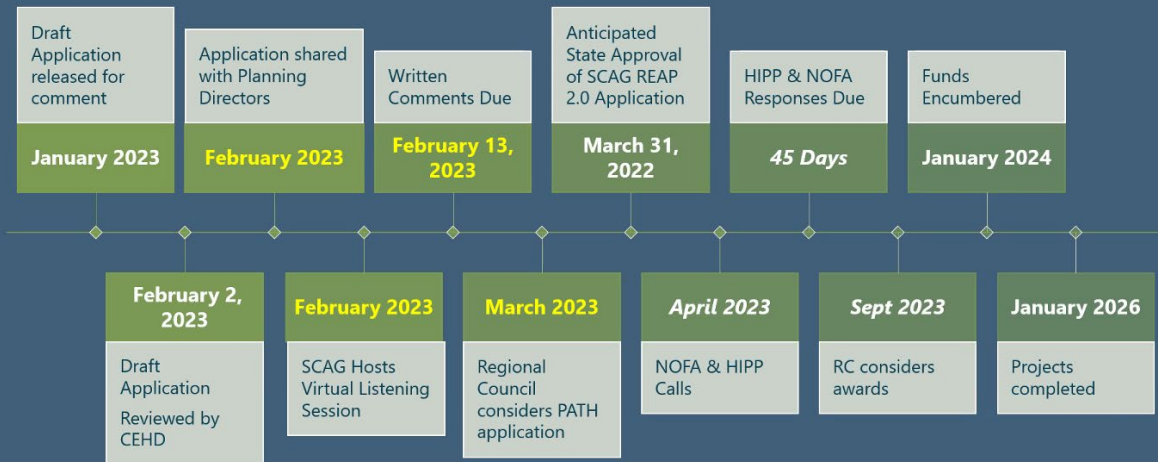 Draft
Application
released for
comment
January 2023
February 2,
2023
Draft
Application
Reviewed by
CEHD
Application shared
with Planning
Directors
February 2023
February 2023
SCAG Hosts
Virtual Listening
Session
Written
Comments Due
February 13,
2023
March 2023
Regional
Council
considers PATH
application
Anticipated
State Approval
of SCAG REAP
2.0 Application
March 31,
2022
April 2023
NOFA & HIPP
Calls
HIPP & NOFA
Responses Due
45 Days
Sept 2023
RC considers
awards
Funds
Encumbered
January 2024
January 2026
Projects
completed